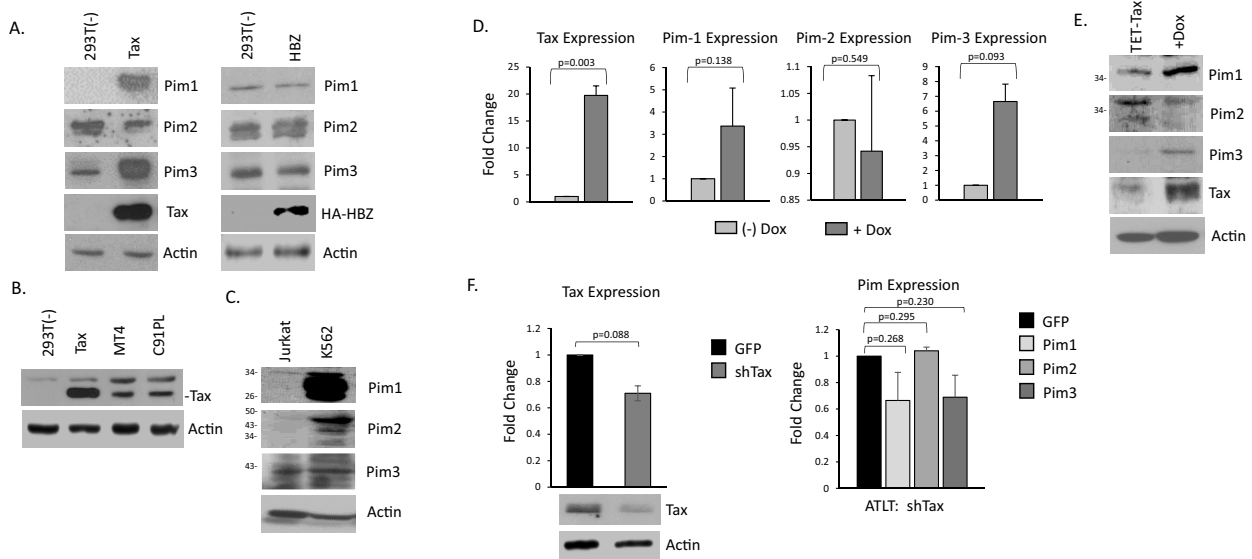 A.
293T(-)
Tax
Pim1
Pim2
Pim3
Tax
Actin
293T(-)
HBZ
Pim1
Pim2
Pim3
HA-HBZ
Actin
B.
293T(-)
Tax
MT4
C91PL
-Tax
Actin
C.
Jurkat
K562
34-
26-
Pim1
50-
43-
34-
Pim2
43-
Pim3
Actin
D.
Tax Expression
p=0.003
Fold Change
25
20
15
10
5
0
Pim-1 Expression
p=0.138
6
5
4
3
2
1
0
Pim-2 Expression
p=0.549
1.1
1.05
1
0.95
0.9
0.85
Pim-3 Expression
p=0.093
9
8
7
6
5
4
3
2
1
0
(-) Dox
+ Dox
E.
TET-Tax
+Dox
34-
Pim1
34-
Pim2
Pim3
Tax
Actin
F.
Tax Expression
p=0.088
Fold Change
1.2
1
0.8
0.6
0.4
0.2
0
GFP
shTax
Tax
Actin
Pim Expression
p=0.230
p=0.295
p=0.268
Fold Change
1.2
1
0.8
0.6
0.4
0.2
0
GFP
Pim1
Pim2
Pim3
ATLT: shTax